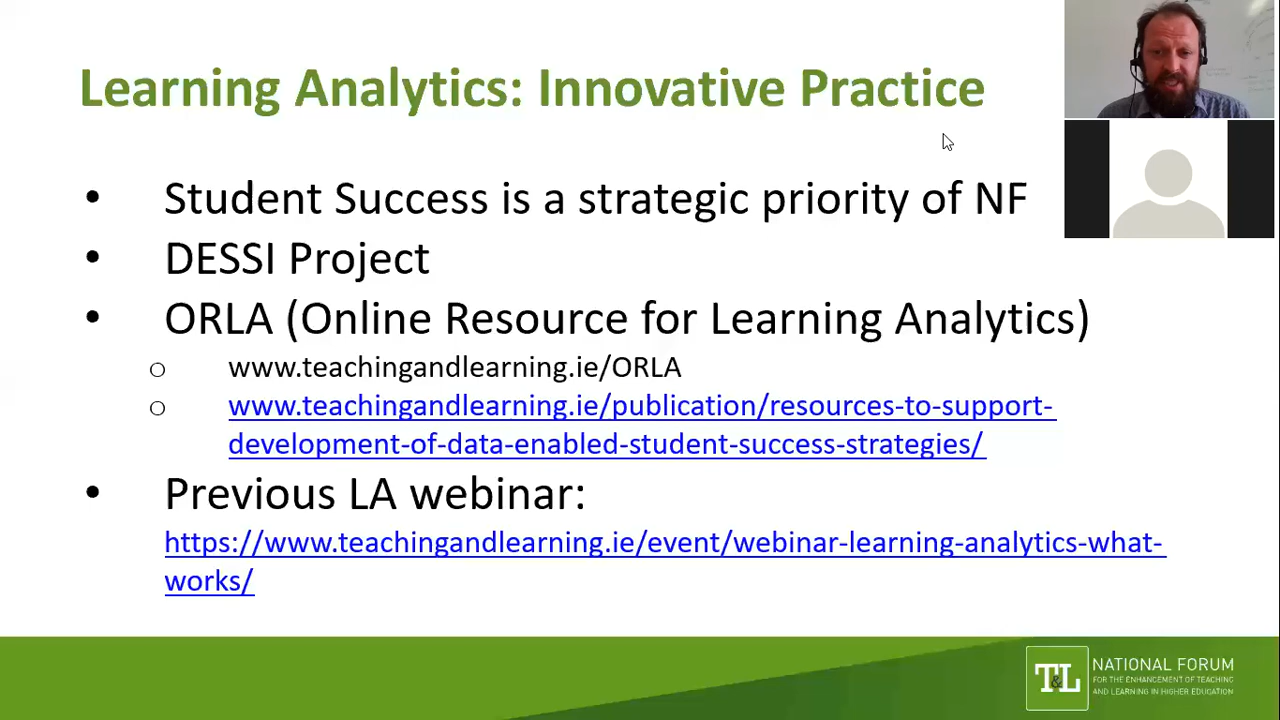 Learning Analytics: Innovative Practice
• Student Success is a strategic priority of NF
• DESSI Project
• ORLA (Online Resource for Learning Analytics)
o www.teachingandlearning.ie/ORLA
o www.teachingandlearning.ie/publication/resources-to-support-
development-of-data-enabled-student-success-strategies/
• Previous LA webinar:
https://www.teachingandlearning.ie/event/webinar-learning-analytics-what-
works/
T&L
NATIONAL FORUM
FOR THE ENHANCEMENT OF TEACHING
AND LEARNING IN HIGHER EDUCATION